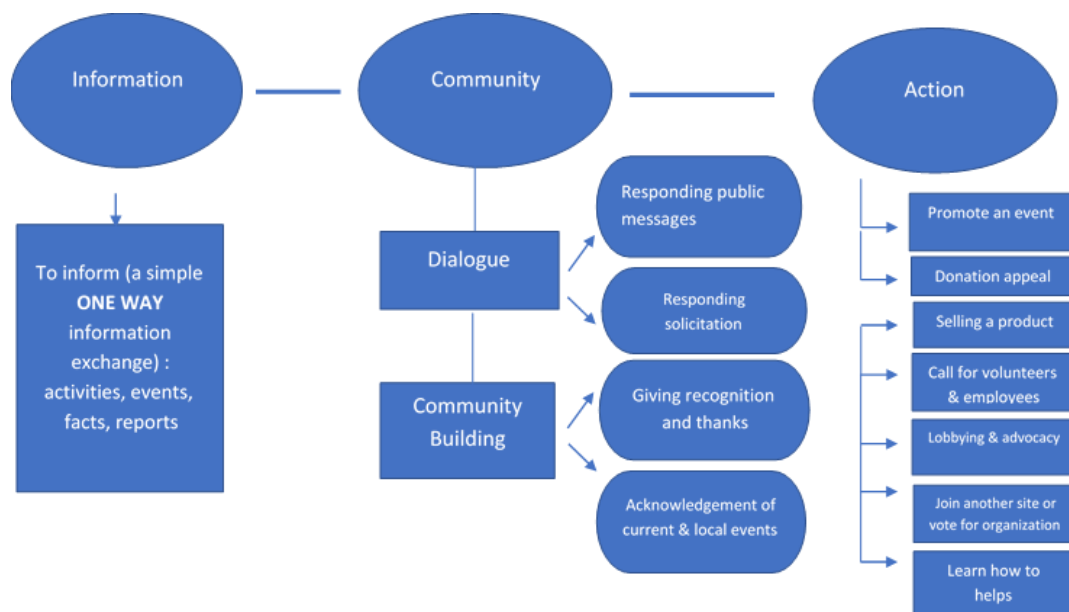 Information
Community
Action
To inform (a simple
ONE WAY
information
exchange) :
activities, events,
facts, reports
Dialogue
Responding public
messages
Responding
solicitation
Community
Building
Giving recognition
and thanks
Acknowledgement of
current & local events
Promote an event
Donation appeal
Selling a product
Call for volunteers
& employees
Lobbying & advocacy
Join another site or
vote for organization
Learn how to
helps